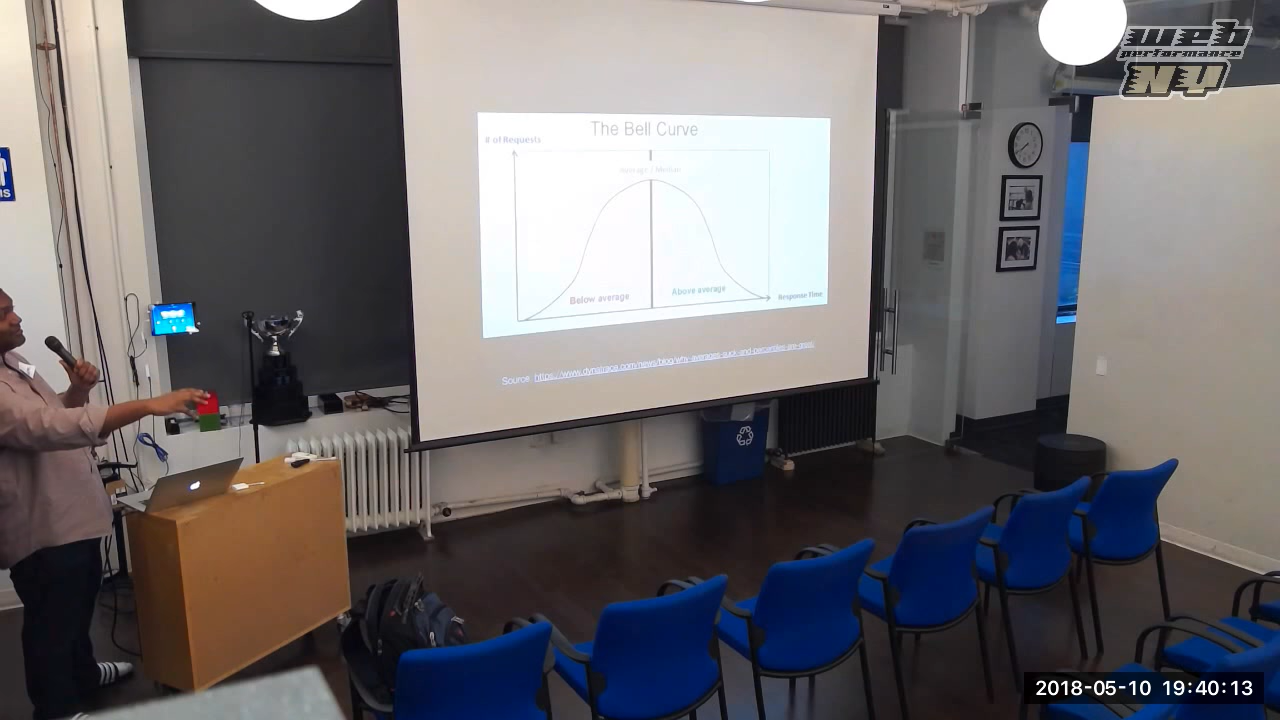 web
performance
NY
The Bell Curve
# of Requests
Average / Median
Below average
Above average
Response Time
Source: https://www.dynatrace.com/news/blog/why-averages-suck-and-percentiles-are-great/
2018-05-10 19:40:13